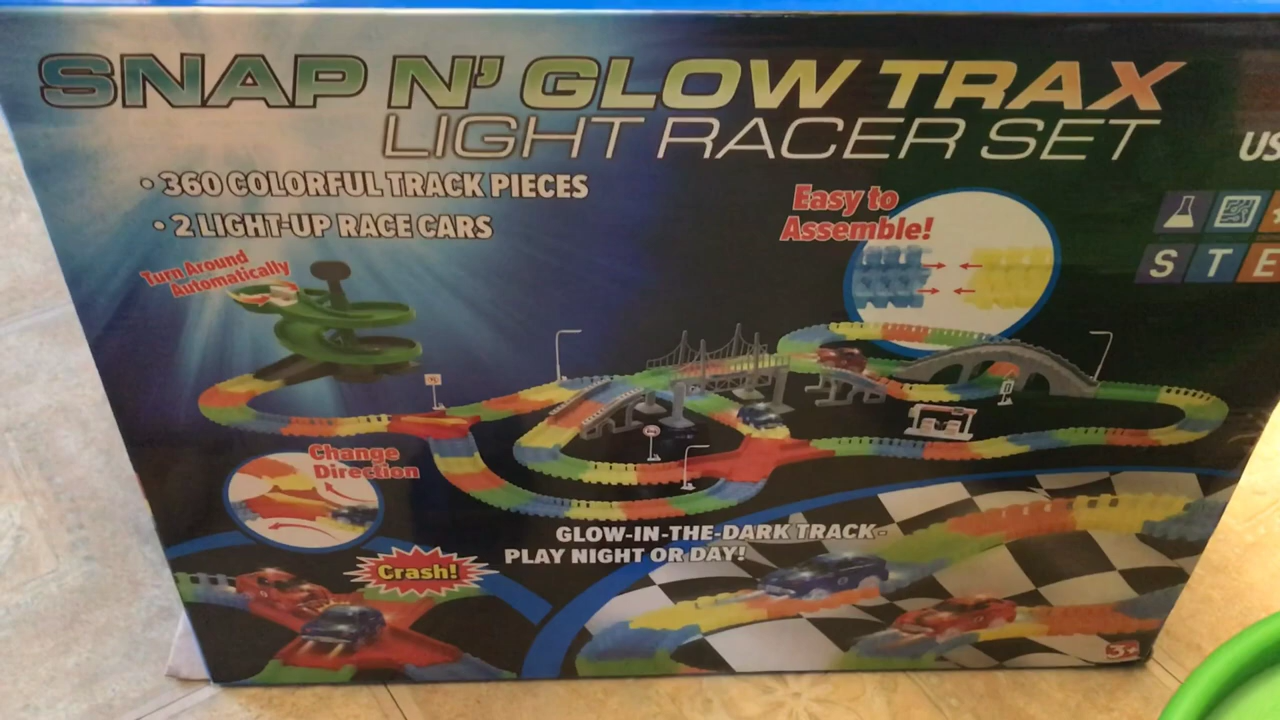 SNAP N' GLOW TRAX
LIGHT RACER SET
• 360 COLORFUL TRACK PIECES
• 2 LIGHT-UP RACE CARS
Easy to
Assemble!
US
S T E
Turn Around
Automatically
Change
Direction
Crash!
GLOW-IN-THE-DARK TRACK-
PLAY NIGHT OR DAY!
3+